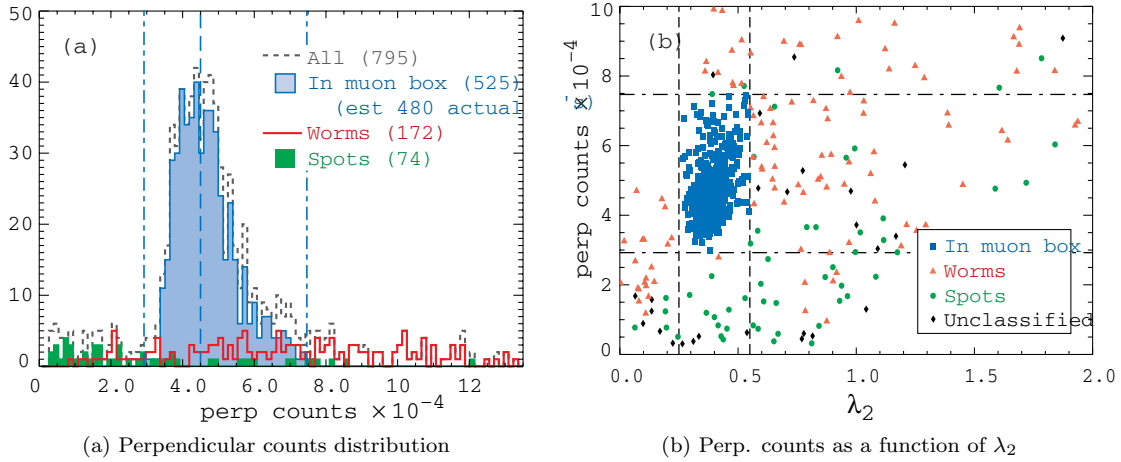 (a)
50
40
30
20
10
0
All (795)
In muon box (525)
(est 480 actual
Worms (172)
Spots (74)
0 2.0 4.0 6.0 8.0 10 12
perp counts ×10⁻⁴
(a) Perpendicular counts distribution
(b)
10
8
6
4
2
0
perp counts ×10⁻⁴
's)
In muon box
Worms
Spots
Unclassified
0.0 0.5 1.0 1.5 2.0
λ₂
(b) Perp. counts as a function of λ₂